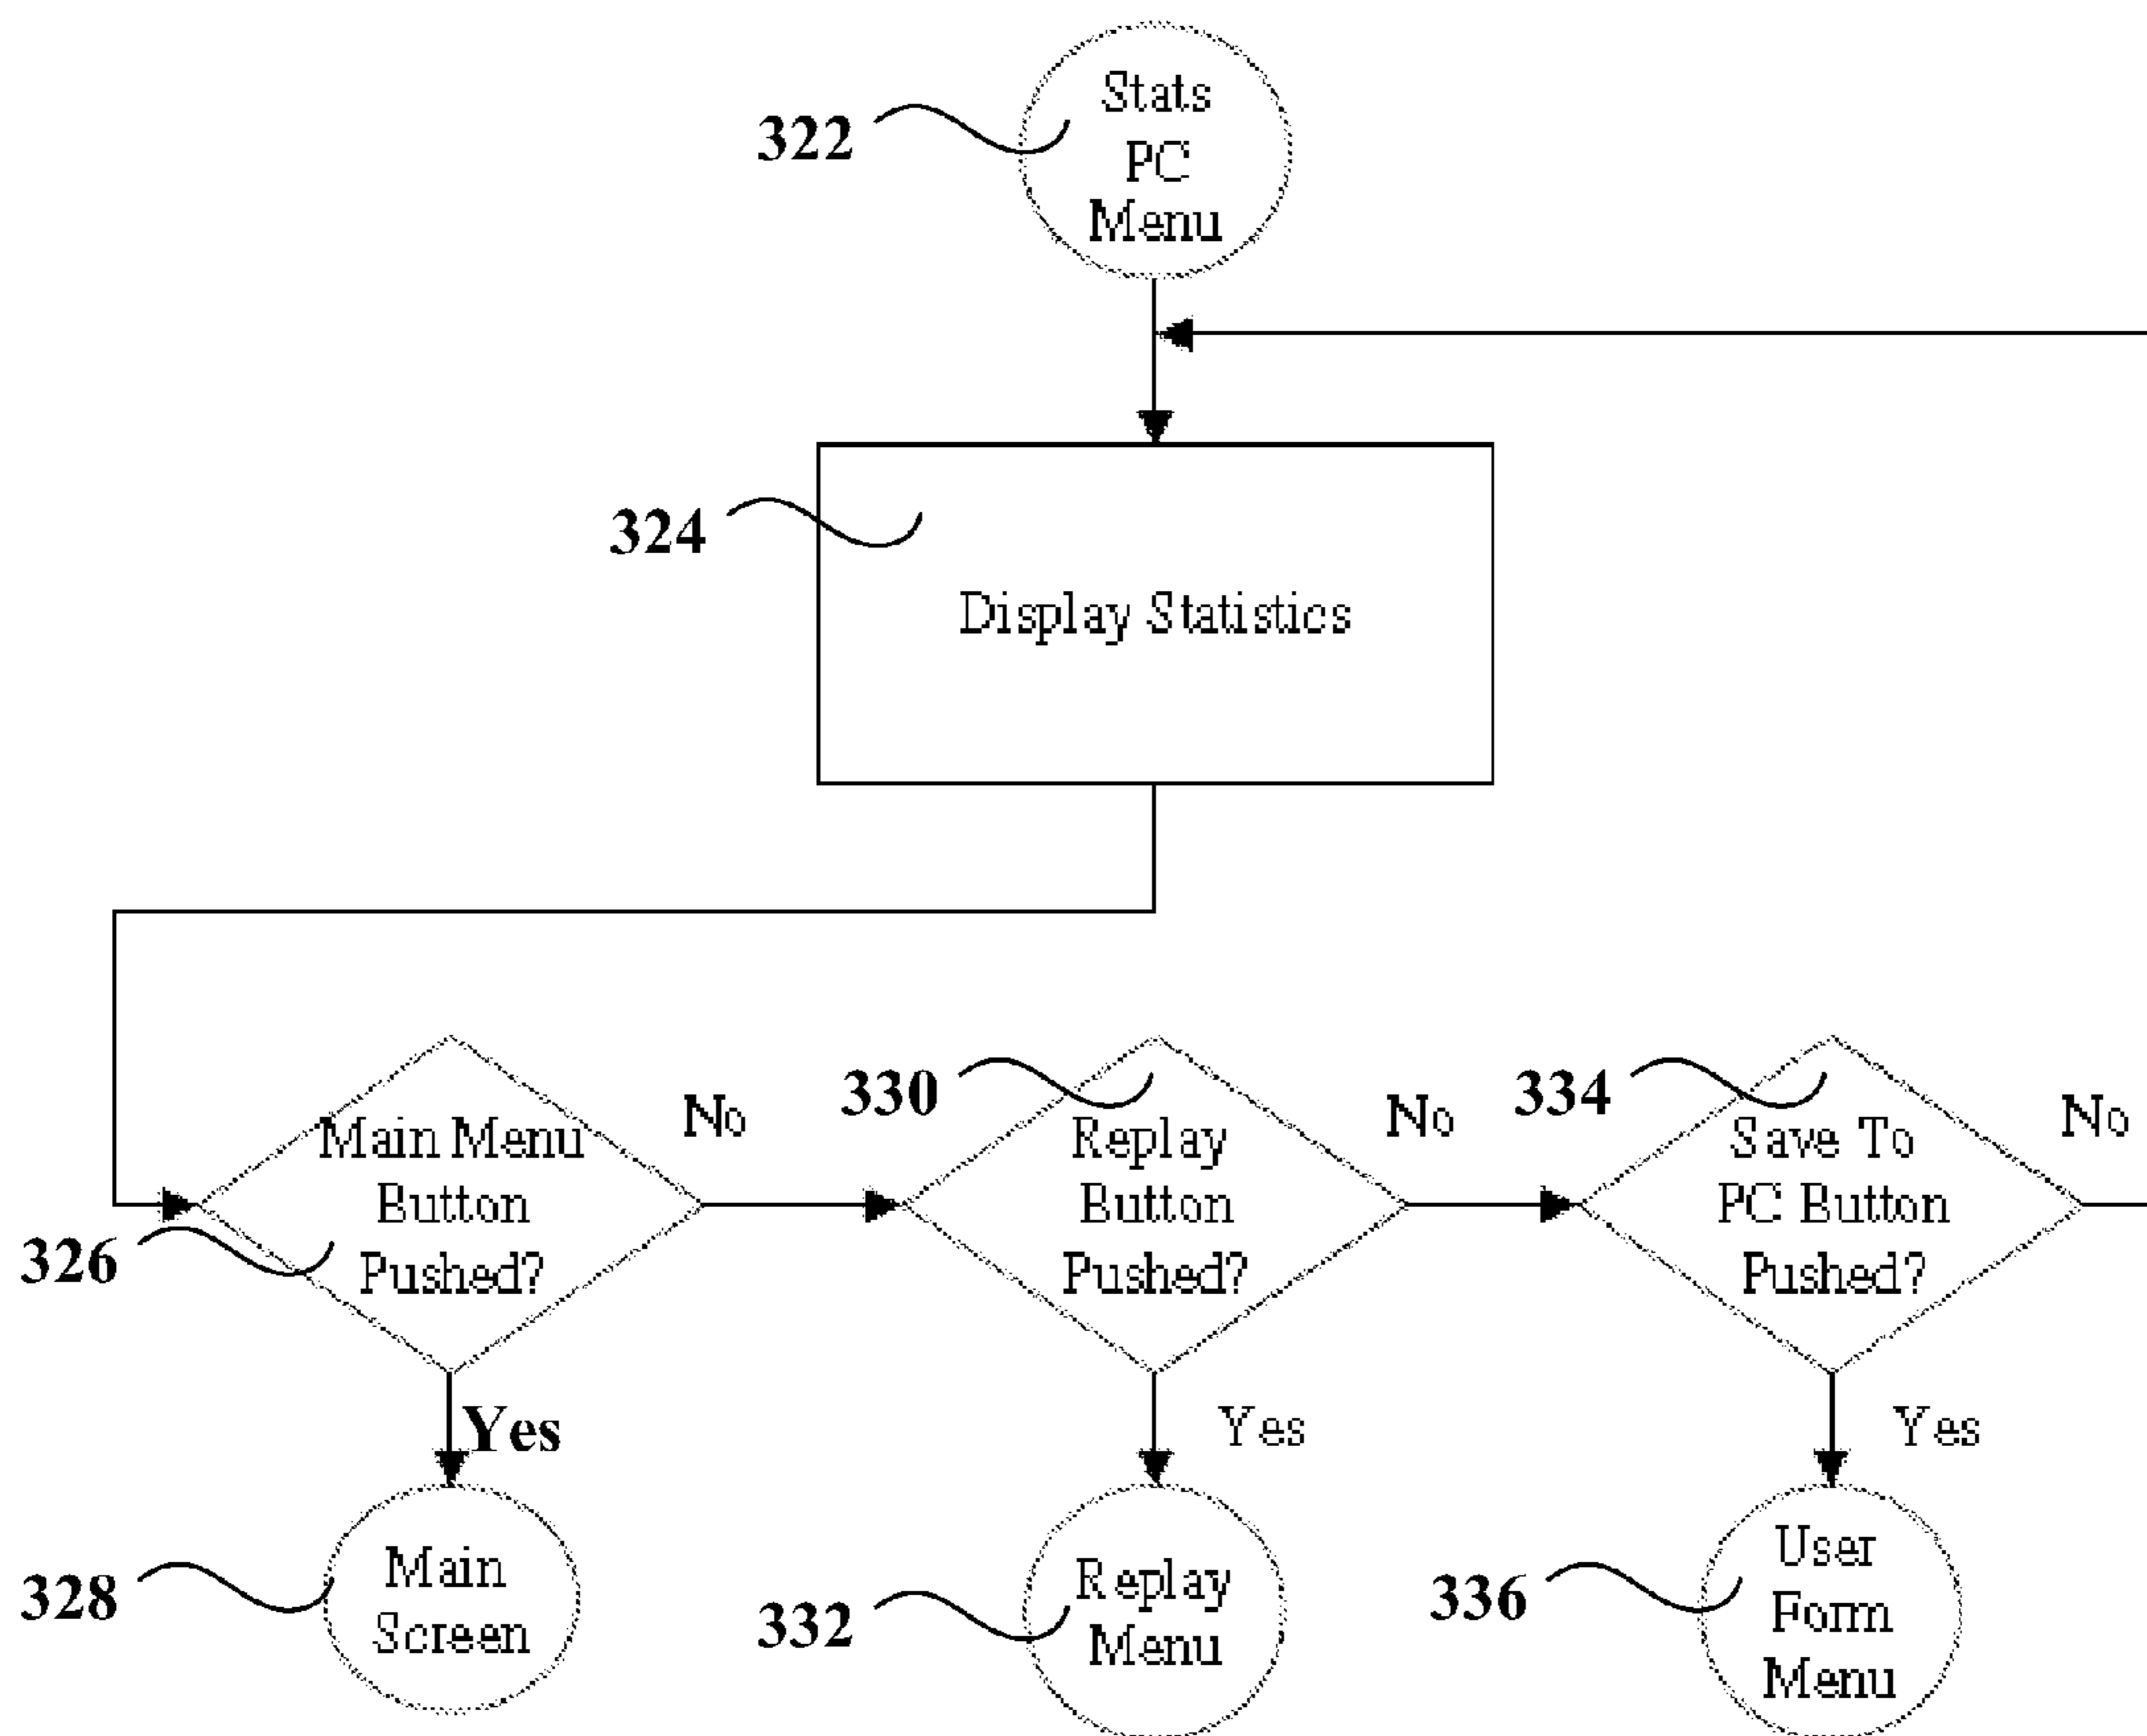 322
Stats
PC
Menu
324
Display Statistics
326
Main Menu
Button
Pushed?
No
330
Replay
Button
Pushed?
No
334
Save To
PC Button
Pushed?
No
Yes
Yes
Yes
328
Main
Screen
332
Replay
Menu
336
User
Form
Menu